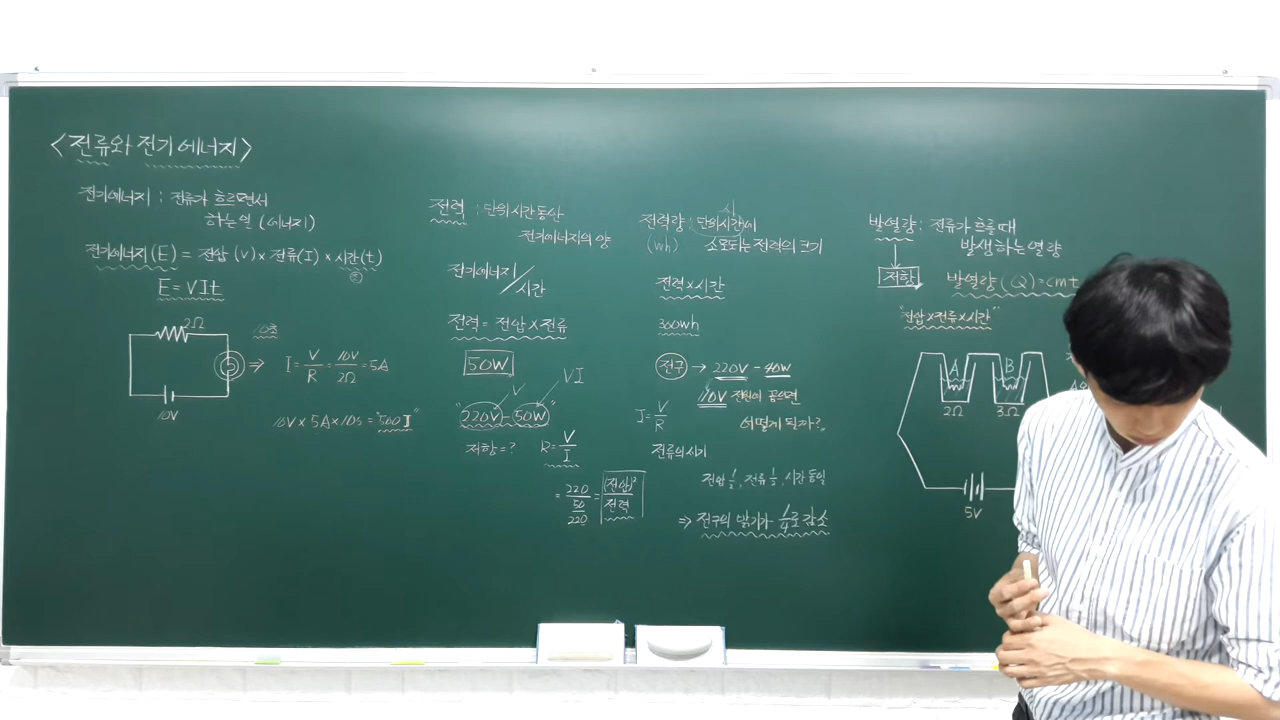 <전류와 전기에너지>
전기에너지 : 전류가 흐르면서
하는 일 (에너지)
전기에너지(E) = 전압(V) × 전류(I) × 시간(t)
E = VIt
2Ω
10V
10초
I = V/R = 10V/2Ω = 5A
10V × 5A × 10s = "500J"
전력 : 단위시간동안
전기에너지의 양
전기에너지/시간
전력 = 전압 × 전류
50W
V
VI
"220V - 50W"
저항 = ?
R = V/I
= 220/(50/220) = (전압)²/전력
전력량 : 단위시간이
시
(Wh)
소모되는 전력의 크기
전력×시간
300wh
전구 → 220V - 40W
110V 전원에 꽂으면
어떻게 될까?
I = V/R
전류의 세기
전압 1/2, 전류 1/2, 시간 동일
⇒ 전구의 밝기가 1/4로 감소
발열량 : 전류가 흐를 때
발생하는 열량
저항
발열량(Q) = cmt
"전압×전류×시간"
A
B
2Ω
3Ω
5V